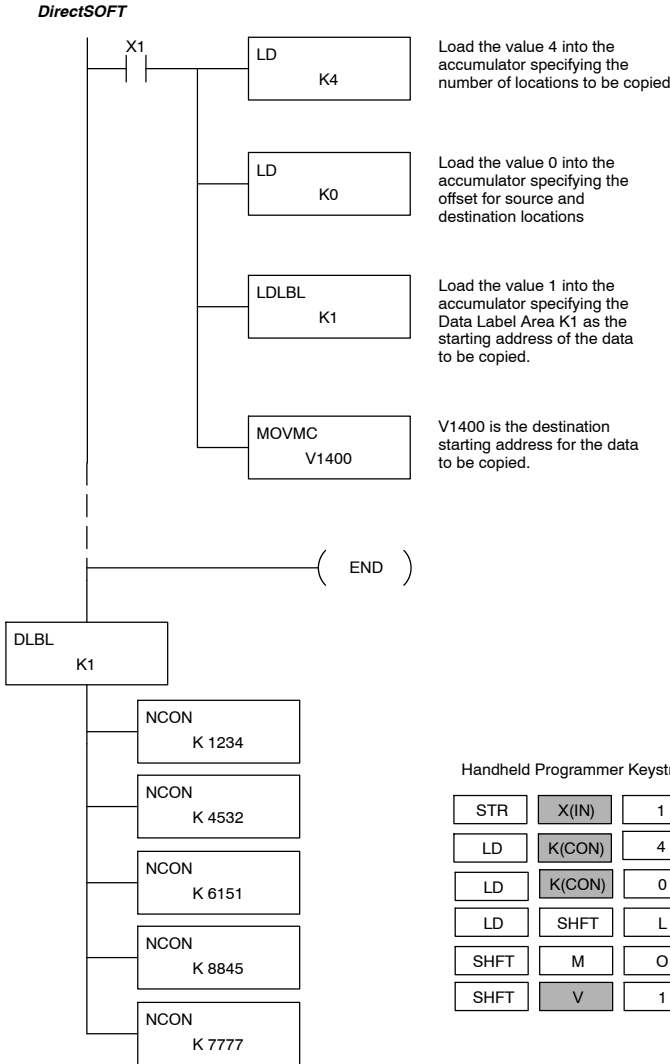 DirectSOFT
X1
LD
K4
Load the value 4 into the
accumulator specifying the
number of locations to be copied
LD
K0
Load the value 0 into the
accumulator specifying the
offset for source and
destination locations
LDLBL
K1
Load the value 1 into the
accumulator specifying the
Data Label Area K1 as the
starting address of the data
to be copied.
MOVMC
V1400
V1400 is the destination
starting address for the data
to be copied.
END
DLBL
K1
NCON
K 1234
NCON
K 4532
NCON
K 6151
NCON
K 8845
NCON
K 7777
Handheld Programmer
STR X(IN) 1
LD K(CON) 4
LD K(CON) 0
LD SHFT L
SHFT M O
SHFT V 1